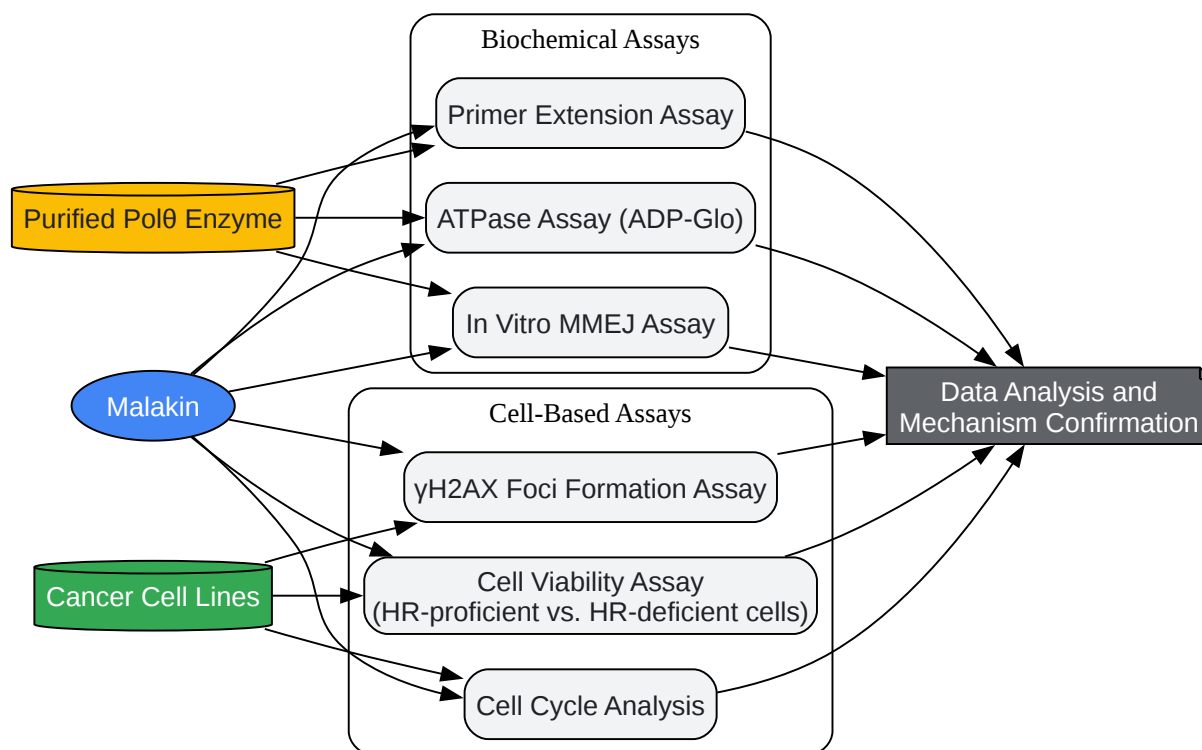 Biochemical Assays
Primer Extension Assay
Purified Polθ Enzyme
ATPase Assay (ADP-Glo)
In Vitro MMEJ Assay
Malakin
Data Analysis and
Mechanism Confirmation
Cell-Based Assays
γH2AX Foci Formation Assay
Cancer Cell Lines
Cell Viability Assay
(HR-proficient vs. HR-deficient cells)
Cell Cycle Analysis